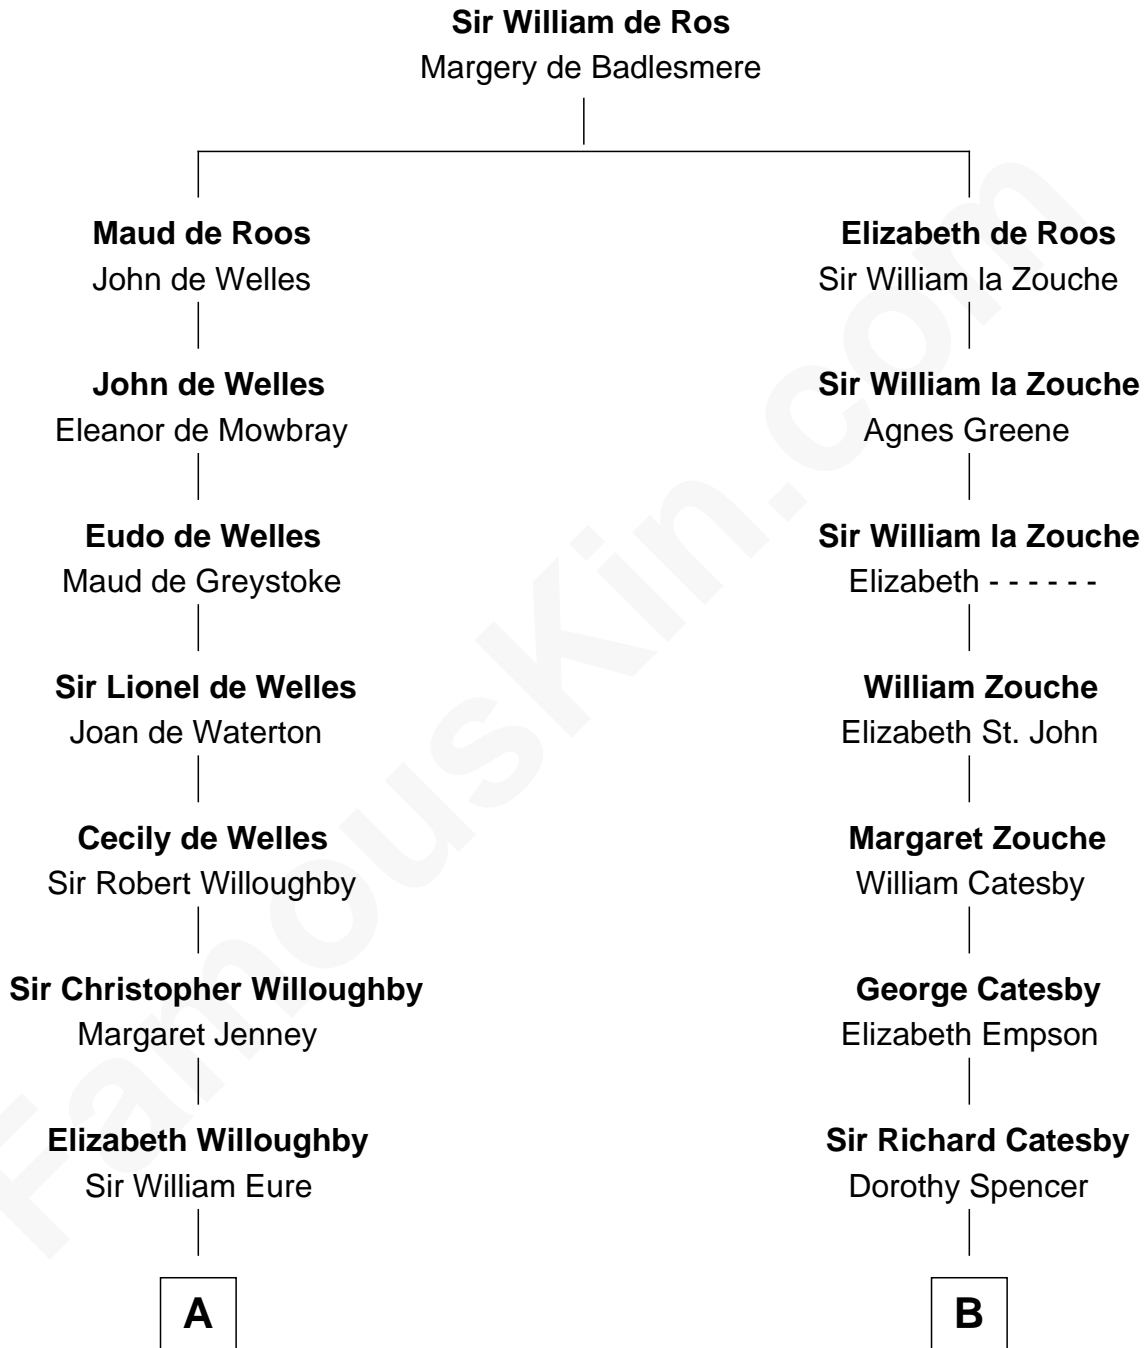 Sir William de Ros
Margery de Badlesmere
Maud de Roos
John de Welles
Elizabeth de Roos
Sir William la Zouche
John de Welles
Eleanor de Mowbray
Sir William la Zouche
Agnes Greene
Eudo de Welles
Maud de Greystoke
Sir William la Zouche
Elizabeth - - - - - -
Sir Lionel de Welles
Joan de Waterton
William Zouche
Elizabeth St. John
Cecily de Welles
Sir Robert Willoughby
Margaret Zouche
William Catesby
Sir Christopher Willoughby
Margaret Jenney
George Catesby
Elizabeth Empson
Elizabeth Willoughby
Sir William Eure
Sir Richard Catesby
Dorothy Spencer
A
B
FamousKin.com